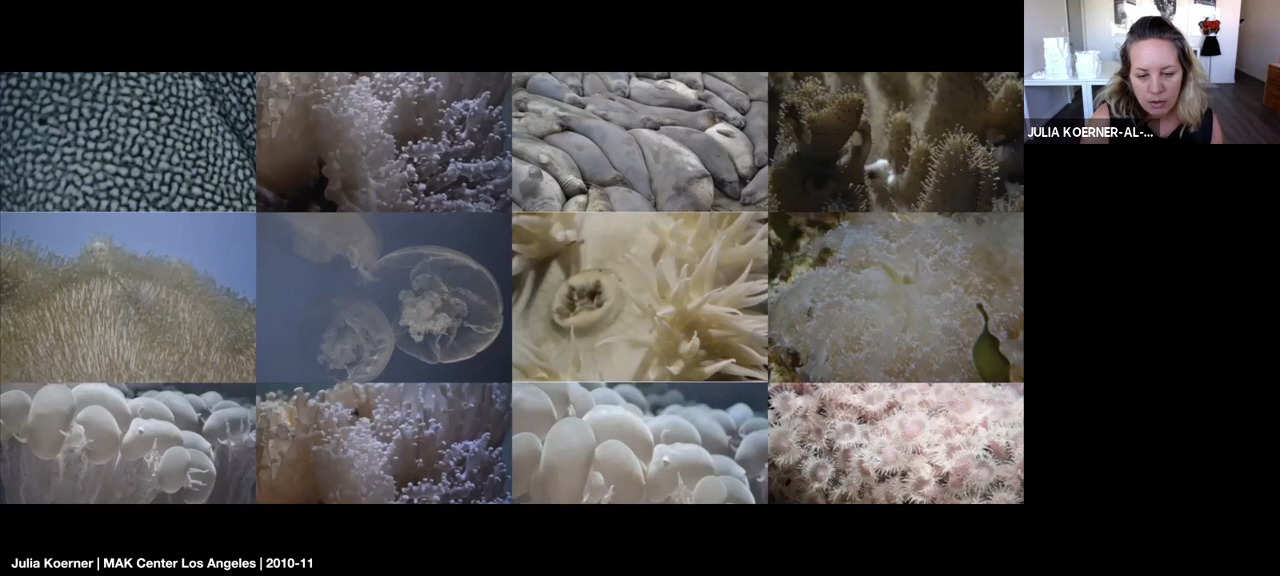 JULIA KOERNER-AL-...
Julia Koerner | MAK Center Los Angeles | 2010-11